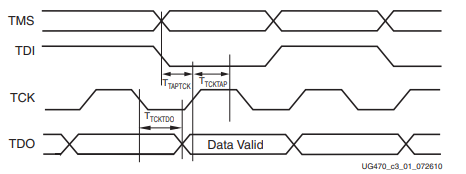 TMS
TDI
TTAPTCK TTCKTAP
TCK
TTCKTDO
TDO Data Valid
UG470_c3_01_072610